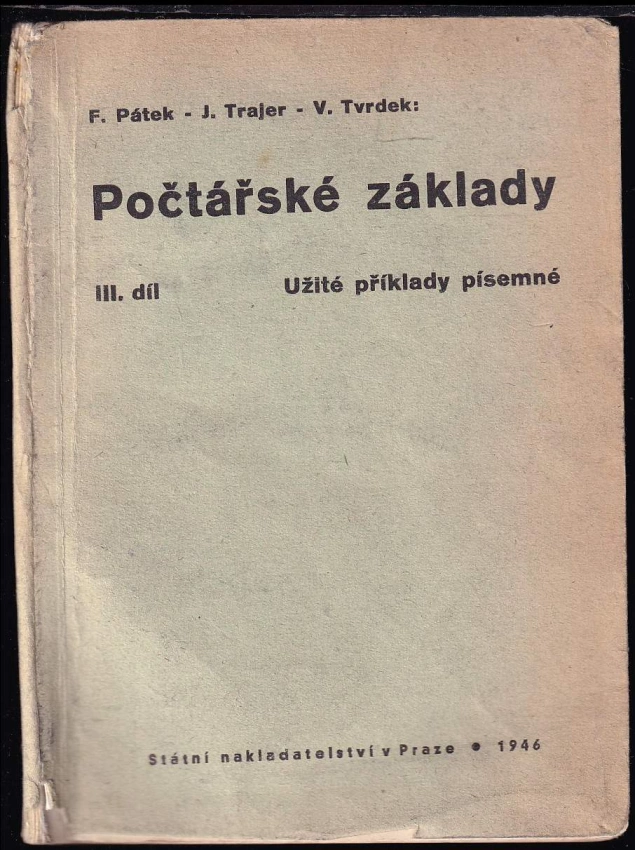 F. Pátek - J. Trajer - V. Tvrdek:
Počtářské základy
III. díl Užité příklady písemné
Státní nakladatelství v Praze ● 1946